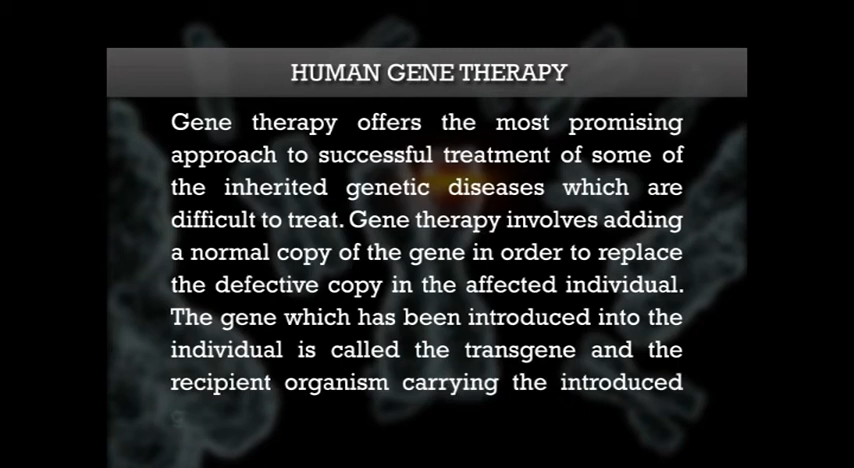 HUMAN GENE THERAPY
Gene therapy offers the most promising
approach to successful treatment of some of
the inherited genetic diseases which are
difficult to treat. Gene therapy involves adding
a normal copy of the gene in order to replace
the defective copy in the affected individual.
The gene which has been introduced into the
individual is called the transgene and the
recipient organism carrying the introduced